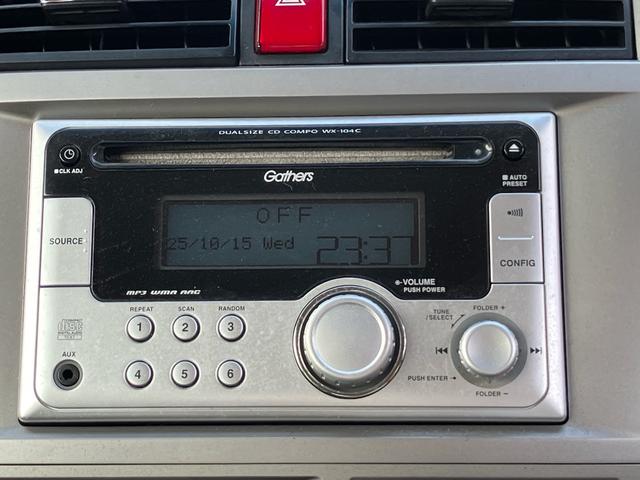 DUALSIZE CD COMPO WX-104C
CLK ADJ
Gathers
AUTO
PRESET
OFF
25/10/15 Wed 23:37
SOURCE
CONFIG
MP3 WMA AAC
VOLUME
PUSH POWER
REPEAT SCAN RANDOM
1 2 3
4 5 6
AUX
TUNE
/SELECT
FOLDER +
PUSH ENTER
FOLDER −